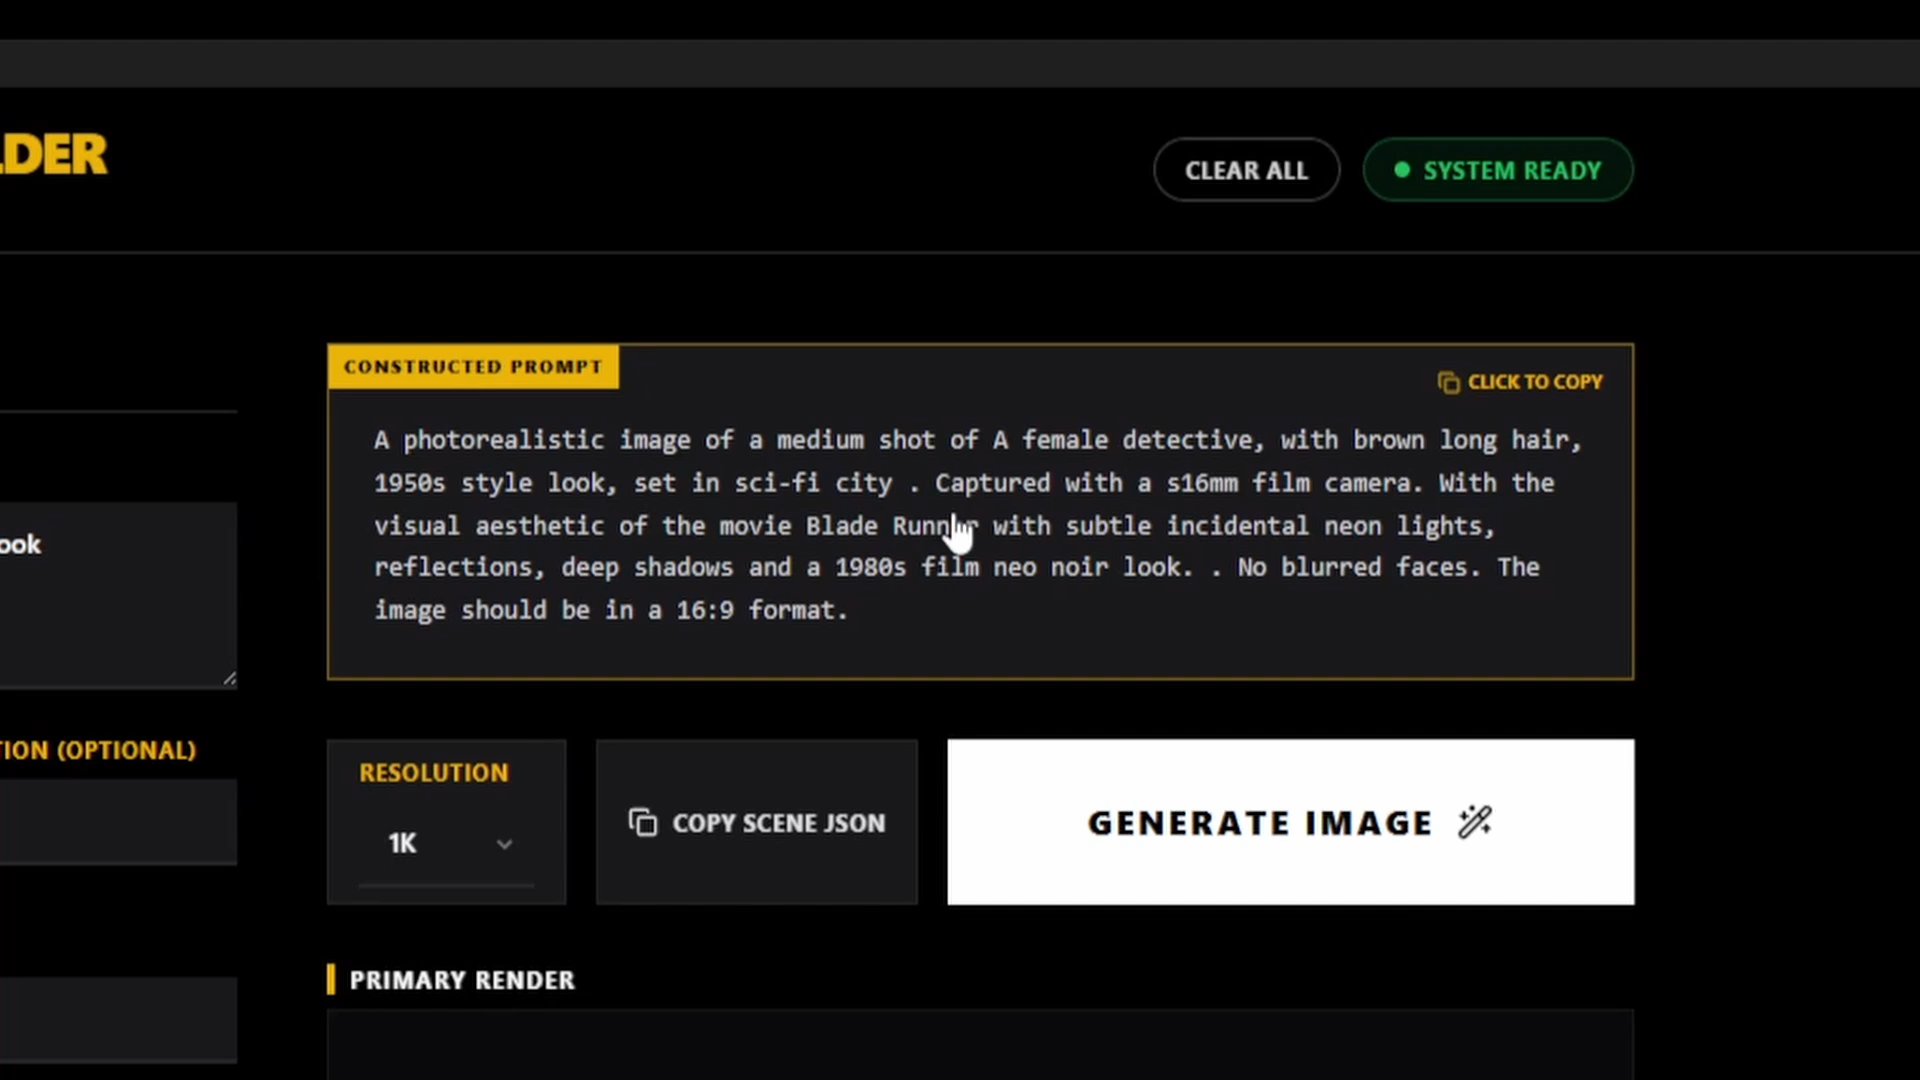 LDER
CLEAR ALL
SYSTEM READY
CONSTRUCTED PROMPT
CLICK TO COPY
A photorealistic image of a medium shot of A female detective, with brown long hair,
1950s style look, set in sci-fi city . Captured with a s16mm film camera. With the
visual aesthetic of the movie Blade Runner with subtle incidental neon lights,
reflections, deep shadows and a 1980s film neo noir look. . No blurred faces. The
image should be in a 16:9 format.
ook
TION (OPTIONAL)
RESOLUTION
1K
COPY SCENE JSON
GENERATE IMAGE
PRIMARY RENDER